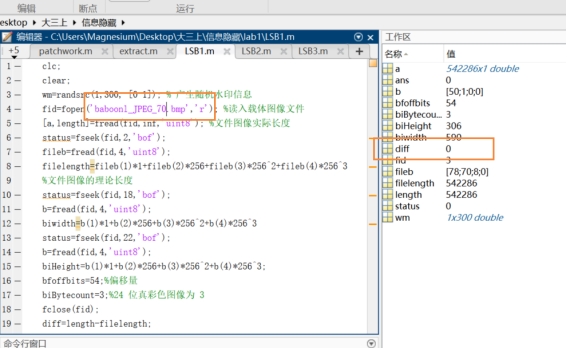 编辑 断点 运行
esktop ▸ 大三上 ▸ 信息隐藏
编辑器 - C:\Users\Magnesium\Desktop\大三上\信息隐藏\lab1\LSB1.m
+5 patchwork.m × extract.m × LSB1.m × LSB2.m × LSB3.m × +
1 clc;
2 clear;
3 wm=randsrc(1,300, [0 1]); % 产生随机水印信息
4 fid=fopen('baboon1_JPEG_70.bmp','r'); %读入载体图像文件
5 [a,length]=fread(fid,inf,'uint8'); %文件图像实际长度
6 status=fseek(fid,2,'bof');
7 fileb=fread(fid,4,'uint8');
8 filelength=fileb(1)*1+fileb(2)*256+fileb(3)*256^2+fileb(4)*256^3
9 %文件图像的理论长度
10 status=fseek(fid,18,'bof');
11 b=fread(fid,4,'uint8');
12 biwidth=b(1)*1+b(2)*256+b(3)*256^2+b(4)*256^3
13 status=fseek(fid,22,'bof');
14 b=fread(fid,4,'uint8');
15 biHeight=b(1)*1+b(2)*256+b(3)*256^2+b(4)*256^3;
16 bfoffbits=54;%偏移量
17 biBytecount=3;%24 位真彩色图像为 3
18 fclose(fid);
19 diff=length-filelength;
命令行窗口
工作区
名称 值
a 542286x1 double
ans 0
b [50;1;0;0]
bfoffbits 54
biBytecou... 3
biHeight 306
biwidth 590
diff 0
fid 3
fileb [78;70;8;0]
filelength 542286
length 542286
status 0
wm 1x300 double